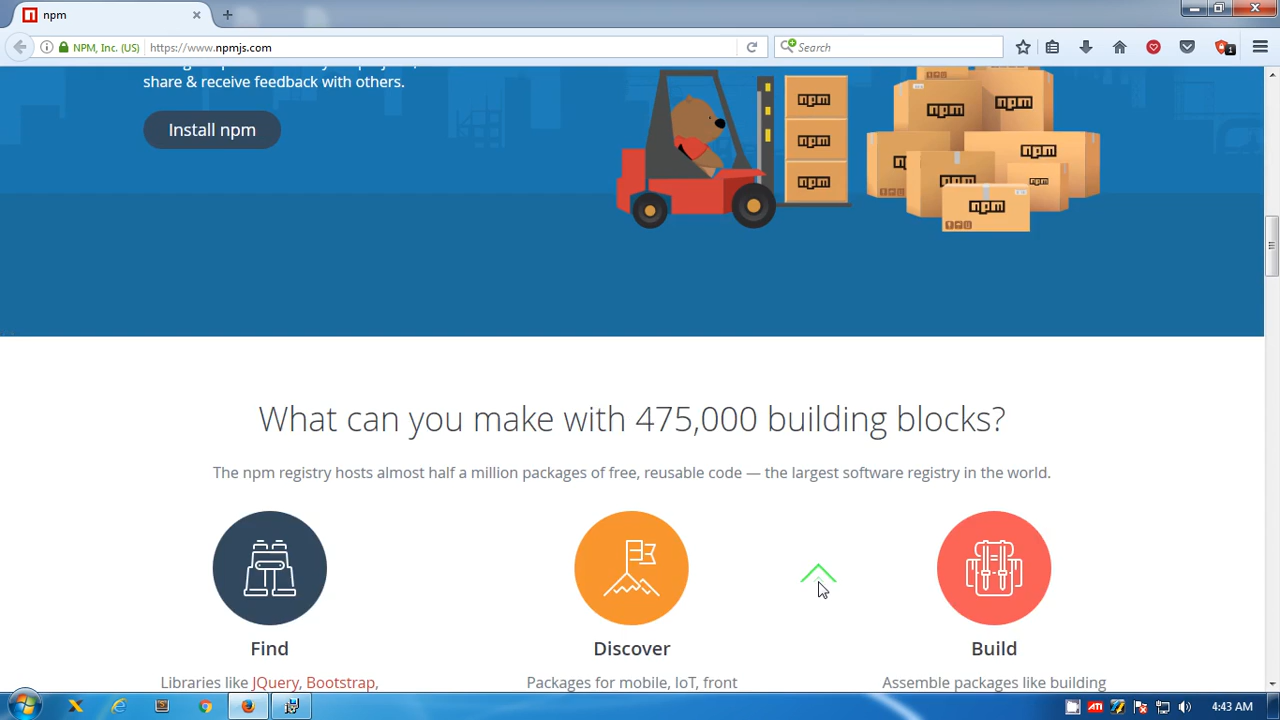 npm
NPM, Inc. (US)
https://www.npmjs.com
Search
1
share & receive feedback with others.
Install npm
npm
npm
npm
npm
npm
npm
npm
npm
npm
What can you make with 475,000 building blocks?
The npm registry hosts almost half a million packages of free, reusable code — the largest software registry in the world.
Find
Discover
Build
Libraries like JQuery, Bootstrap,
Packages for mobile, IoT, front
Assemble packages like building
ATI
4:43 AM